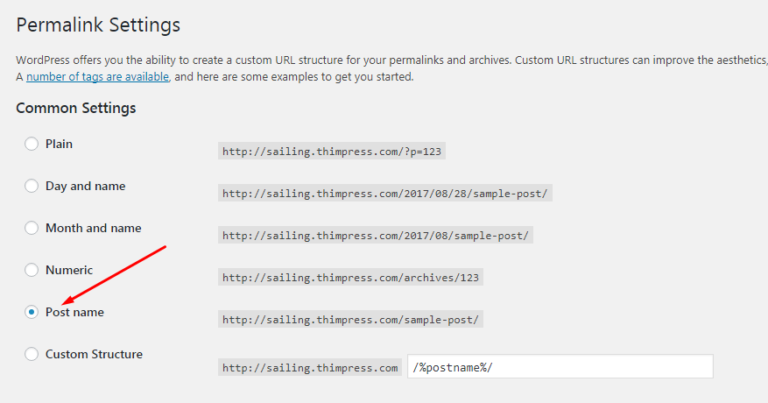 Permalink Settings
WordPress offers you the ability to create a custom URL structure for your permalinks and archives. Custom URL structures can improve the aesthetics,
A number of tags are available, and here are some examples to get you started.
Common Settings
Plain http://sailing.thimpress.com/?p=123
Day and name http://sailing.thimpress.com/2017/08/28/sample-post/
Month and name http://sailing.thimpress.com/2017/08/sample-post/
Numeric http://sailing.thimpress.com/archives/123
Post name http://sailing.thimpress.com/sample-post/
Custom Structure http://sailing.thimpress.com /%postname%/